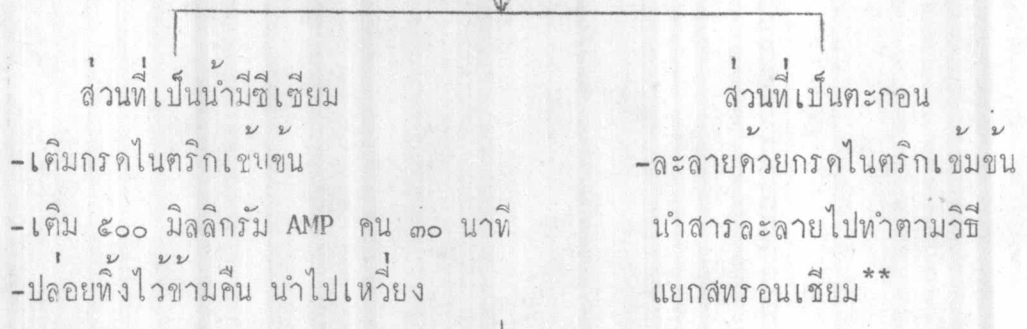 ส่วนที่เป็นน้ำมีซีเซียม
-เติมกรดไนตริกเข้มข้น
-เติม ๕๐๐ มิลลิกรัม AMP คน ๓๐ นาที
-ปล่อยทิ้งไว้ข้ามคืน นำไปเหวี่ยง
ส่วนที่เป็นตะกอน
-ละลายด้วยกรดไนตริกเข้มข้น
นำสารละลายไปทำตามวิธี
แยกสทรอนเชียม**